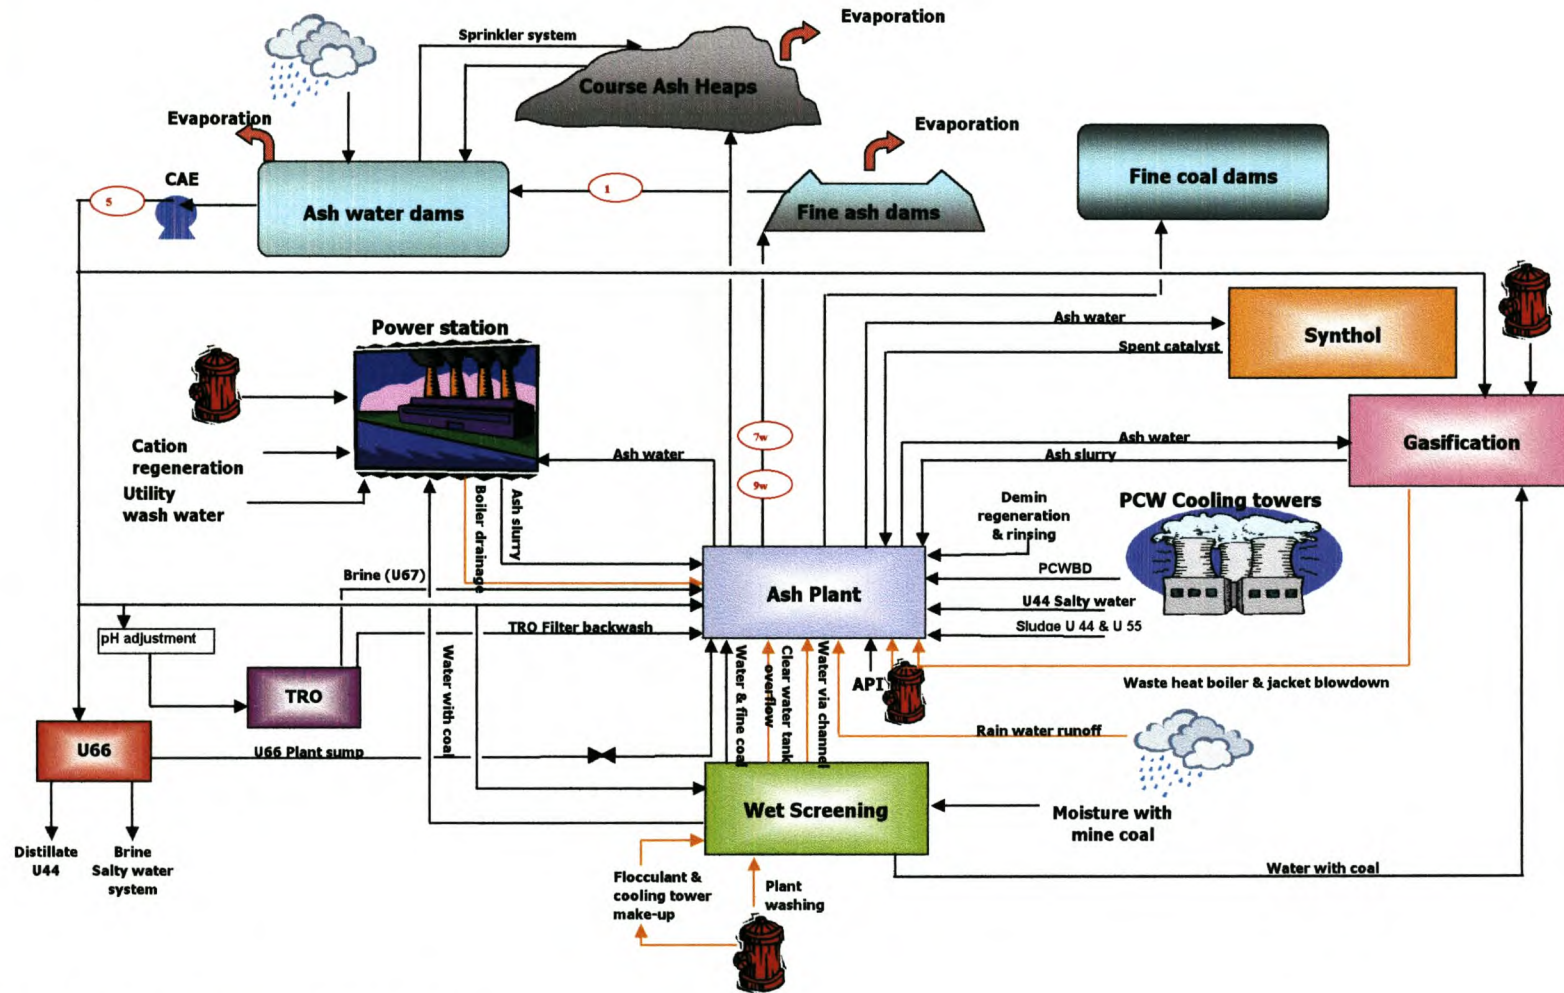 Evaporation
Sprinkler system
Course Ash Heaps
Evaporation
Evaporation
Fine coal dams
CAE
5
Ash water dams
1
Fine ash dams
Power station
Ash water
Synthol
Spent catalyst
Cation
regeneration
Utility
wash water
Ash water
7w
9w
Ash water
Ash slurry
Gasification
Boiler drainage
Ash slurry
Demin
regeneration
& rinsing
PCW Cooling towers
Brine (U67)
Ash Plant
PCWBD
U44 Salty water
Sludge U 44 & U 55
pH adjustment
TRO Filter backwash
TRO
Water with coal
Water & fine coal
Clear water tank
overflow
Water via channel
API
Waste heat boiler & jacket blowdown
Rain water runoff
U66
U66 Plant sump
Wet Screening
Moisture with
mine coal
Distillate
U44
Brine
Salty water
system
Water with coal
Flocculant &
cooling tower
make-up
Plant
washing